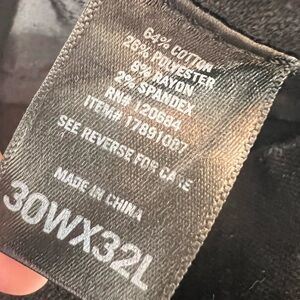 64% COTTON
26% POLYESTER
8% RAYON
2% SPANDEX
RN# 120664
ITEM# 17891087
SEE REVERSE FOR CARE
MADE IN CHINA
30WX32L